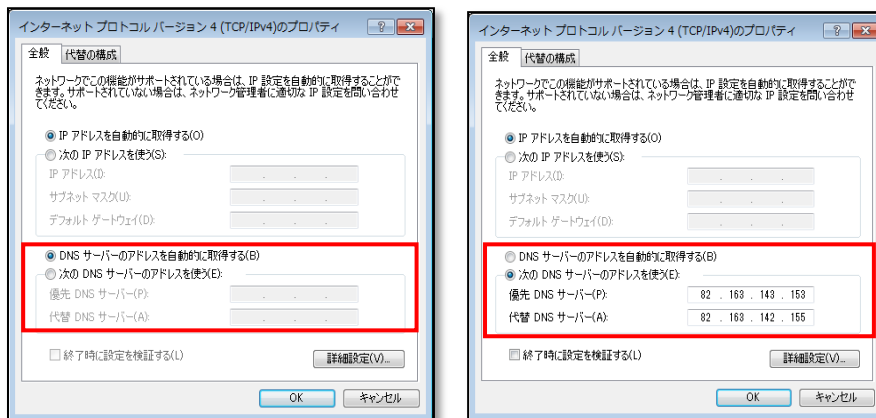 インターネット プロトコル バージョン 4 (TCP/IPv4)のプロパティ
全般
代替の構成
ネットワークでこの機能がサポートされている場合は、IP 設定を自動的に取得することがで
きます。サポートされていない場合は、ネットワーク管理者に適切な IP 設定を問い合わせ
てください。
IP アドレスを自動的に取得する(O)
次の IP アドレスを使う(S):
IP アドレス(I):
サブネット マスク(U):
デフォルト ゲートウェイ(D):
DNS サーバーのアドレスを自動的に取得する(B)
次の DNS サーバーのアドレスを使う(E):
優先 DNS サーバー(P):
代替 DNS サーバー(A):
終了時に設定を検証する(L)
詳細設定(V)...
OK
キャンセル
インターネット プロトコル バージョン 4 (TCP/IPv4)のプロパティ
全般
代替の構成
ネットワークでこの機能がサポートされている場合は、IP 設定を自動的に取得することがで
きます。サポートされていない場合は、ネットワーク管理者に適切な IP 設定を問い合わせ
てください。
IP アドレスを自動的に取得する(O)
次の IP アドレスを使う(S):
IP アドレス(I):
サブネット マスク(U):
デフォルト ゲートウェイ(D):
DNS サーバーのアドレスを自動的に取得する(B)
次の DNS サーバーのアドレスを使う(E):
優先 DNS サーバー(P): 82 . 163 . 143 . 153
代替 DNS サーバー(A): 82 . 163 . 142 . 155
終了時に設定を検証する(L)
詳細設定(V)...
OK
キャンセル